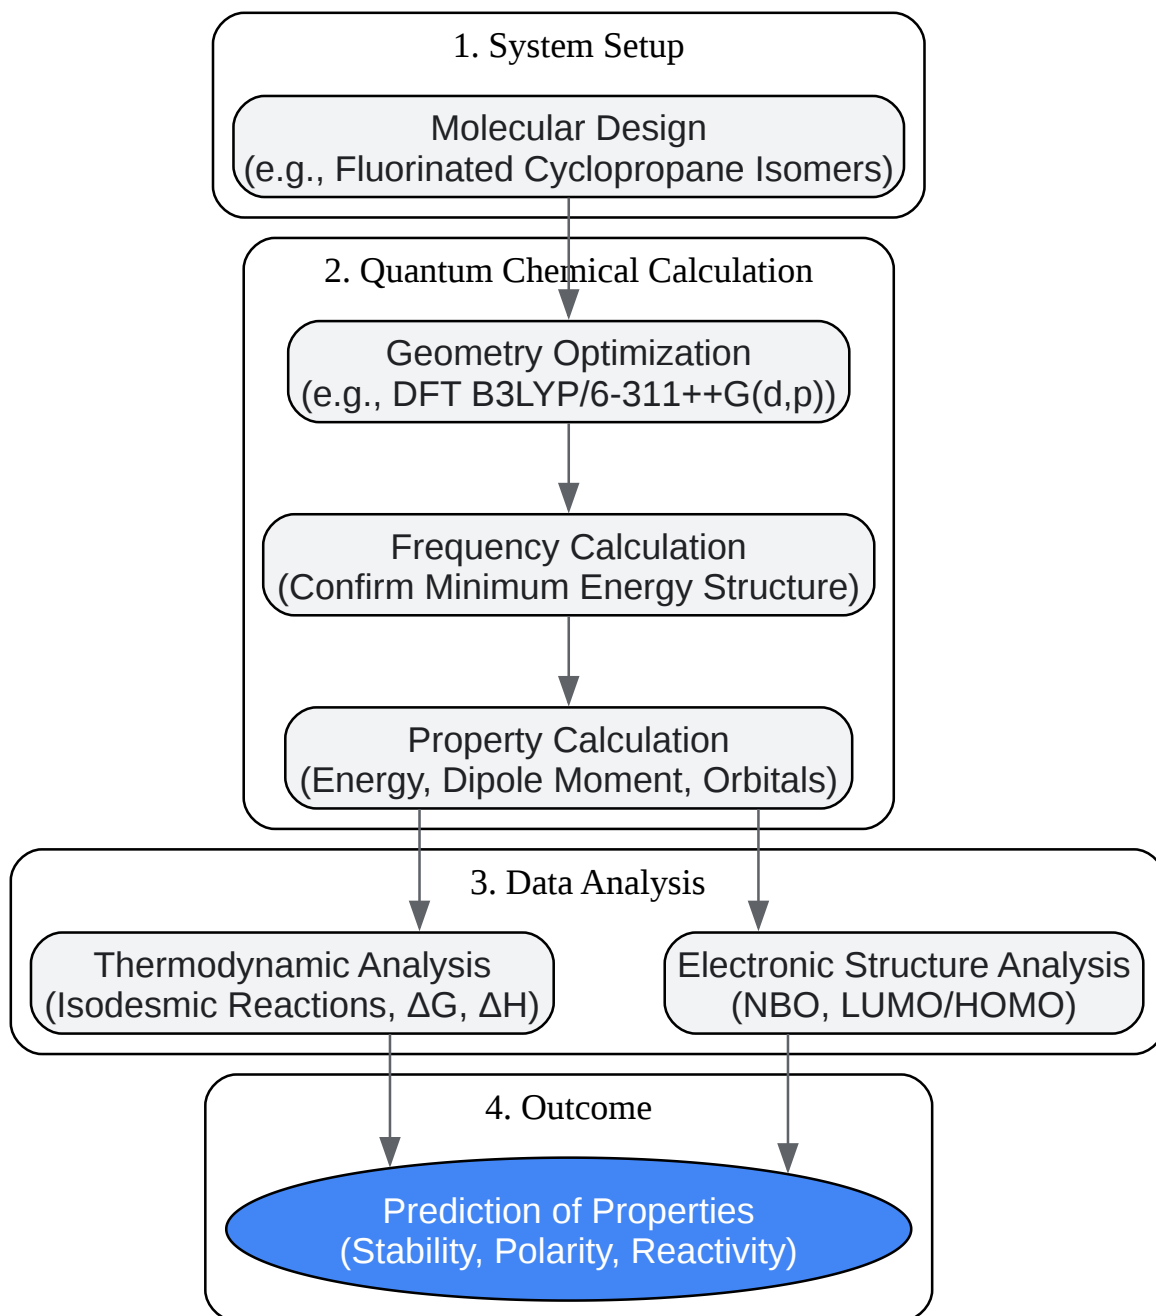 1. System Setup
Molecular Design
(e.g., Fluorinated Cyclopropane Isomers)
2. Quantum Chemical Calculation
Geometry Optimization
(e.g., DFT B3LYP/6-311++G(d,p))
Frequency Calculation
(Confirm Minimum Energy Structure)
Property Calculation
(Energy, Dipole Moment, Orbitals)
3. Data Analysis
Thermodynamic Analysis
(Isodesmic Reactions, ΔG, ΔH)
Electronic Structure Analysis
(NBO, LUMO/HOMO)
4. Outcome
Prediction of Properties
(Stability, Polarity, Reactivity)